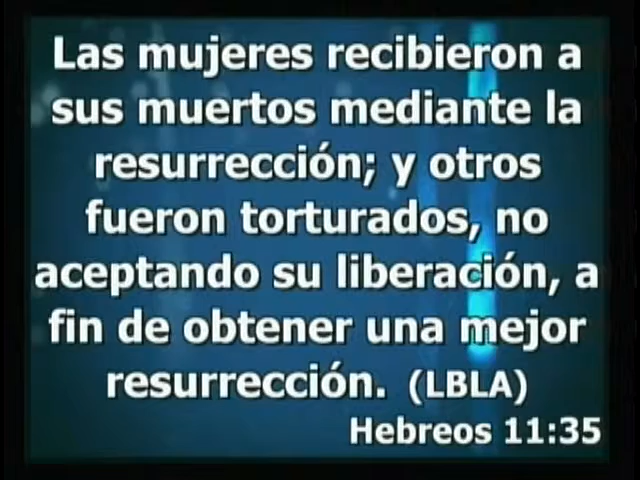 Las mujeres recibieron a
sus muertos mediante la
resurrección; y otros
fueron torturados, no
aceptando su liberación, a
fin de obtener una mejor
resurrección. (LBLA)
Hebreos 11:35